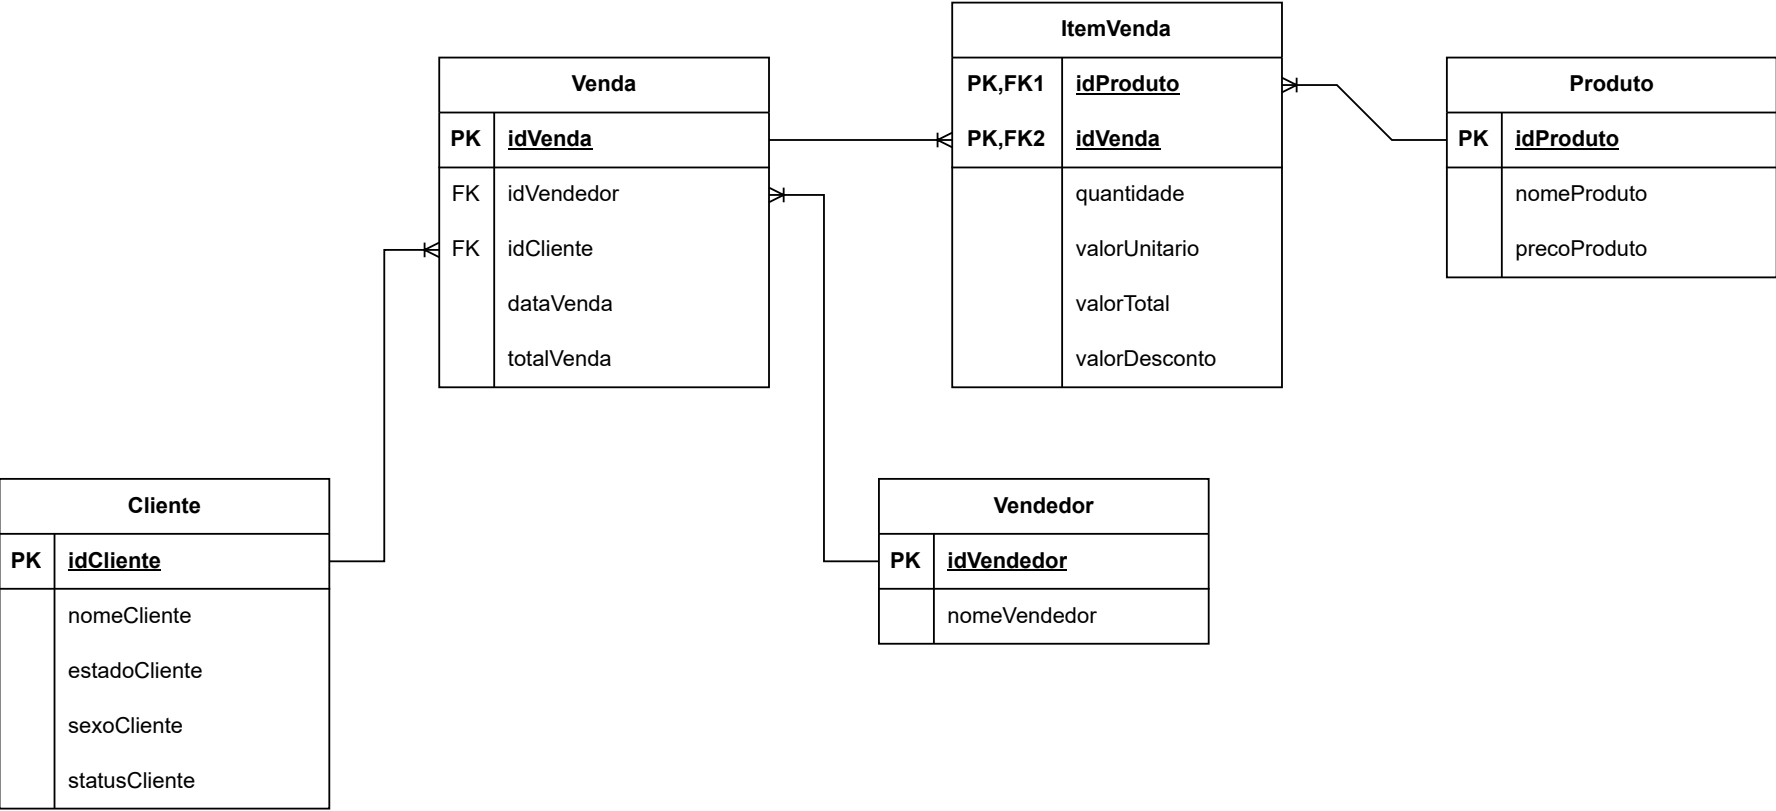 ItemVenda
PK,FK1 idProduto
PK,FK2 idVenda
quantidade
valorUnitario
valorTotal
valorDesconto
Venda
PK idVenda
FK idVendedor
FK idCliente
dataVenda
totalVenda
Produto
PK idProduto
nomeProduto
precoProduto
Cliente
PK idCliente
nomeCliente
estadoCliente
sexoCliente
statusCliente
Vendedor
PK idVendedor
nomeVendedor